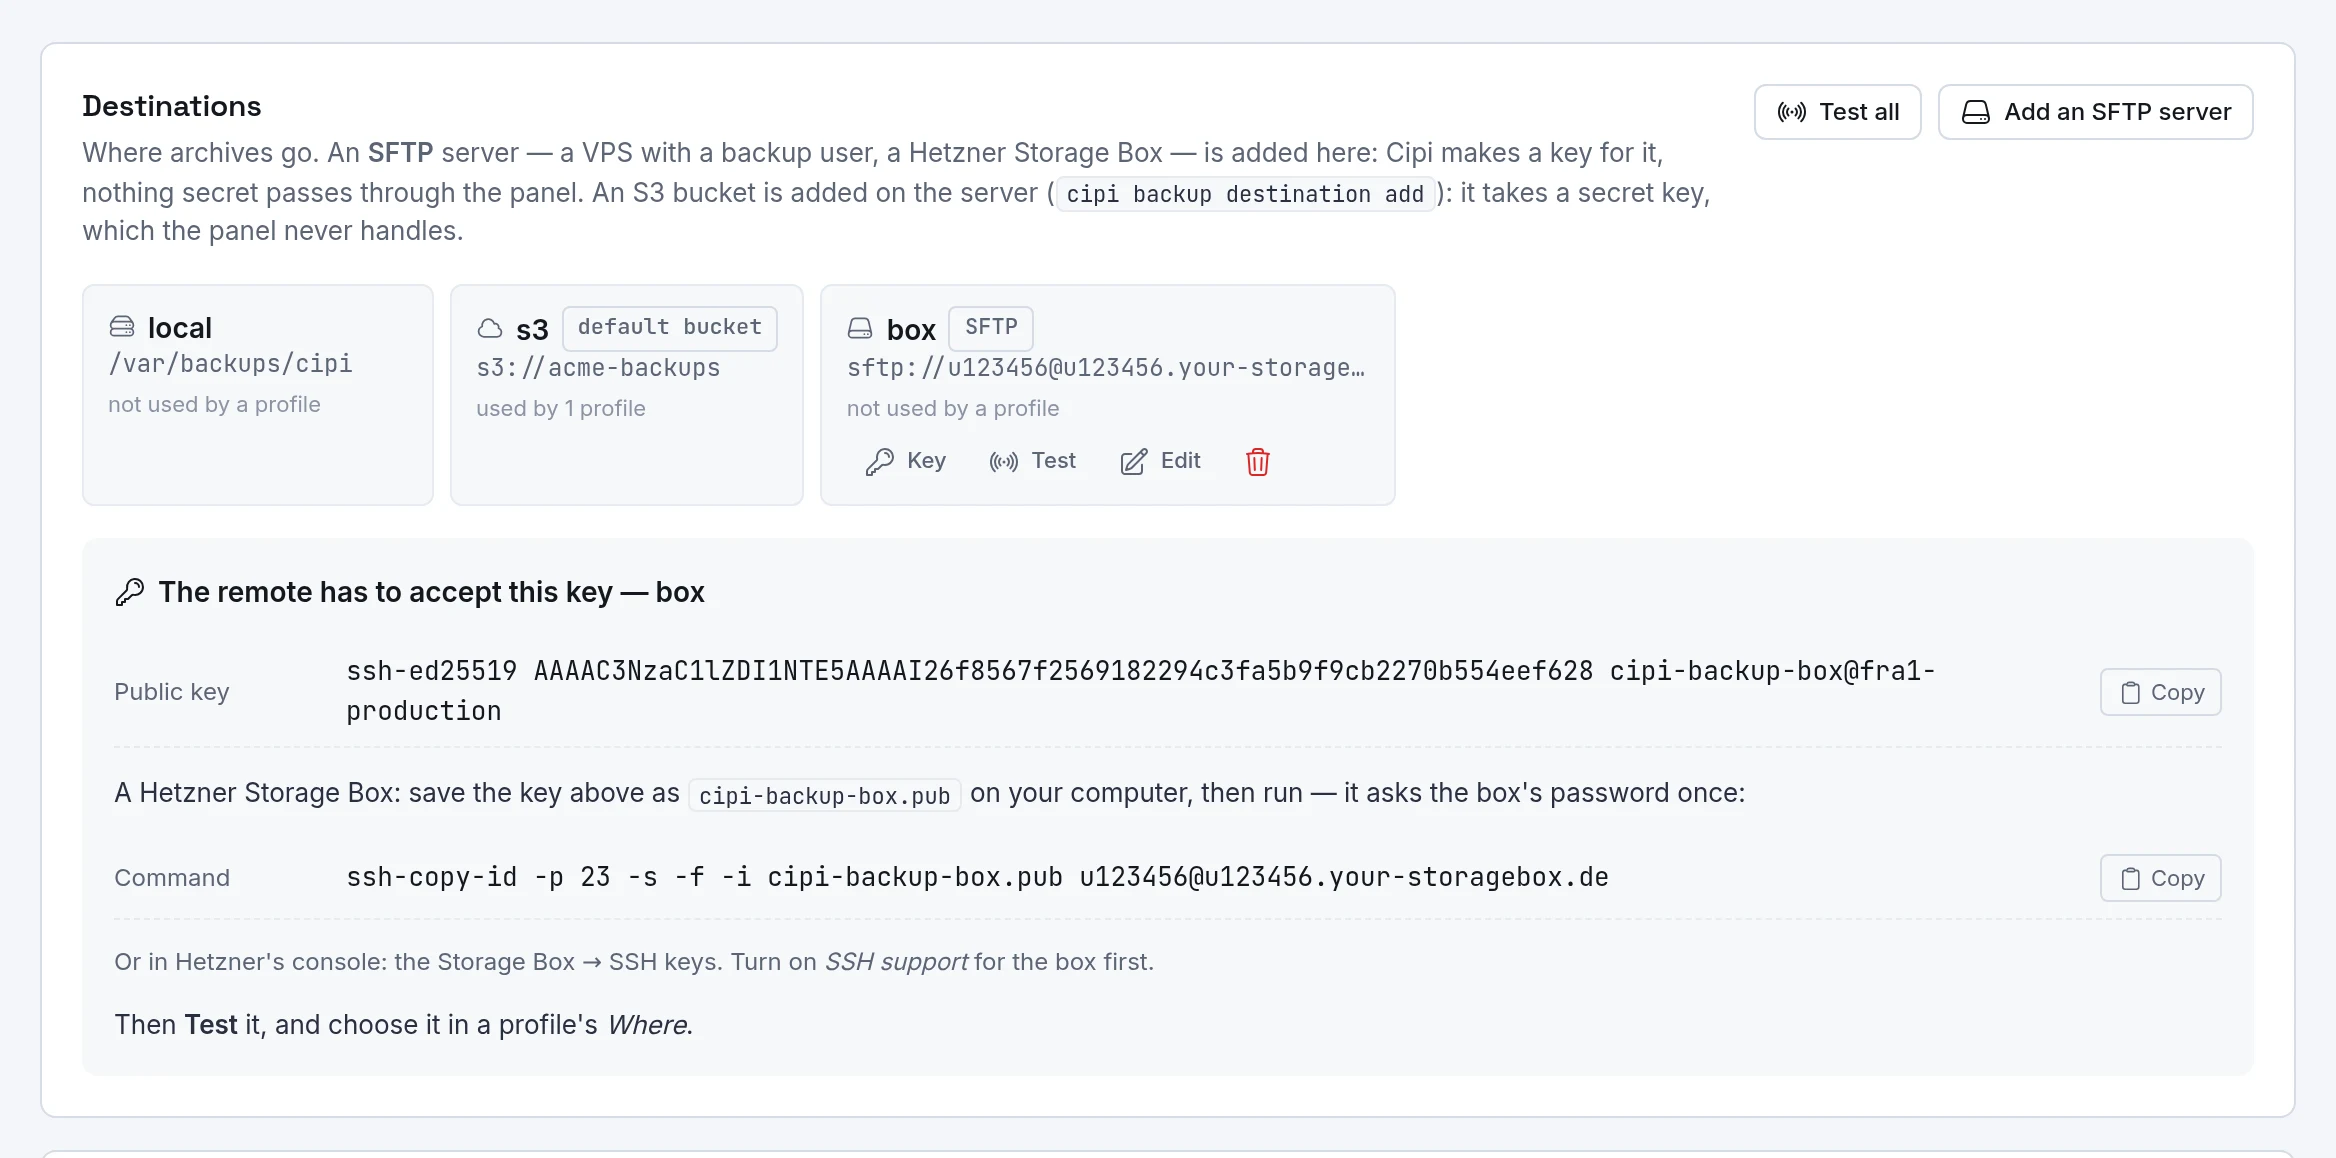 Destinations
Test all
Add an SFTP server
Where archives go. An SFTP server — a VPS with a backup user, a Hetzner Storage Box — is added here: Cipi makes a key for it,
nothing secret passes through the panel. An S3 bucket is added on the server (cipi backup destination add): it takes a secret key,
which the panel never handles.
local
/var/backups/cipi
not used by a profile
s3 default bucket
s3://acme-backups
used by 1 profile
box SFTP
sftp://u123456@u123456.your-storage…
not used by a profile
Key Test Edit
The remote has to accept this key — box
Public key
ssh-ed25519 AAAAC3NzaC1lZDI1NTE5AAAAI26f8567f2569182294c3fa5b9f9cb2270b554eef628 cipi-backup-box@fra1-
production
Copy
A Hetzner Storage Box: save the key above as cipi-backup-box.pub on your computer, then run — it asks the box's password once:
Command
ssh-copy-id -p 23 -s -f -i cipi-backup-box.pub u123456@u123456.your-storagebox.de
Copy
Or in Hetzner's console: the Storage Box → SSH keys. Turn on SSH support for the box first.
Then Test it, and choose it in a profile's Where.